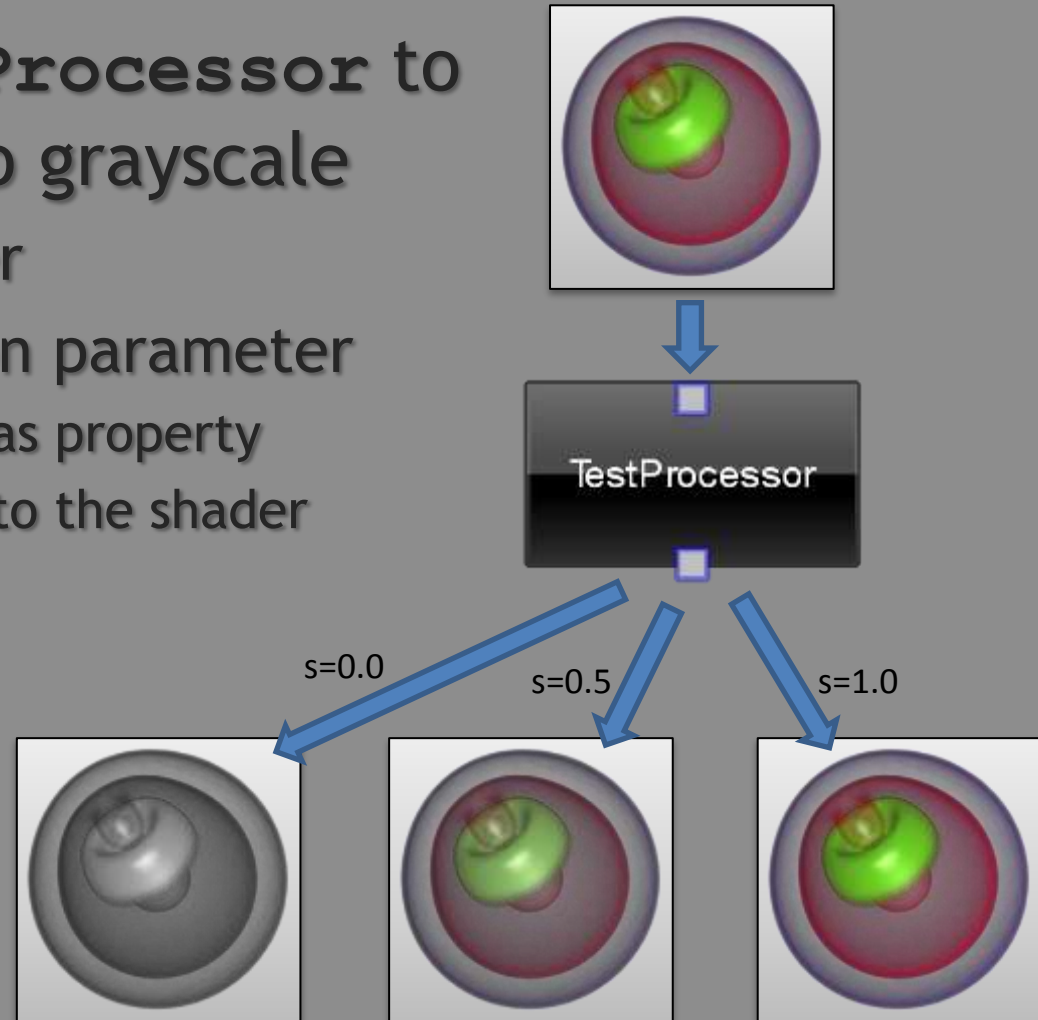 Processor to
o grayscale
r
n parameter
as property
to the shader
TestProcessor
s=0.0
s=0.5
s=1.0